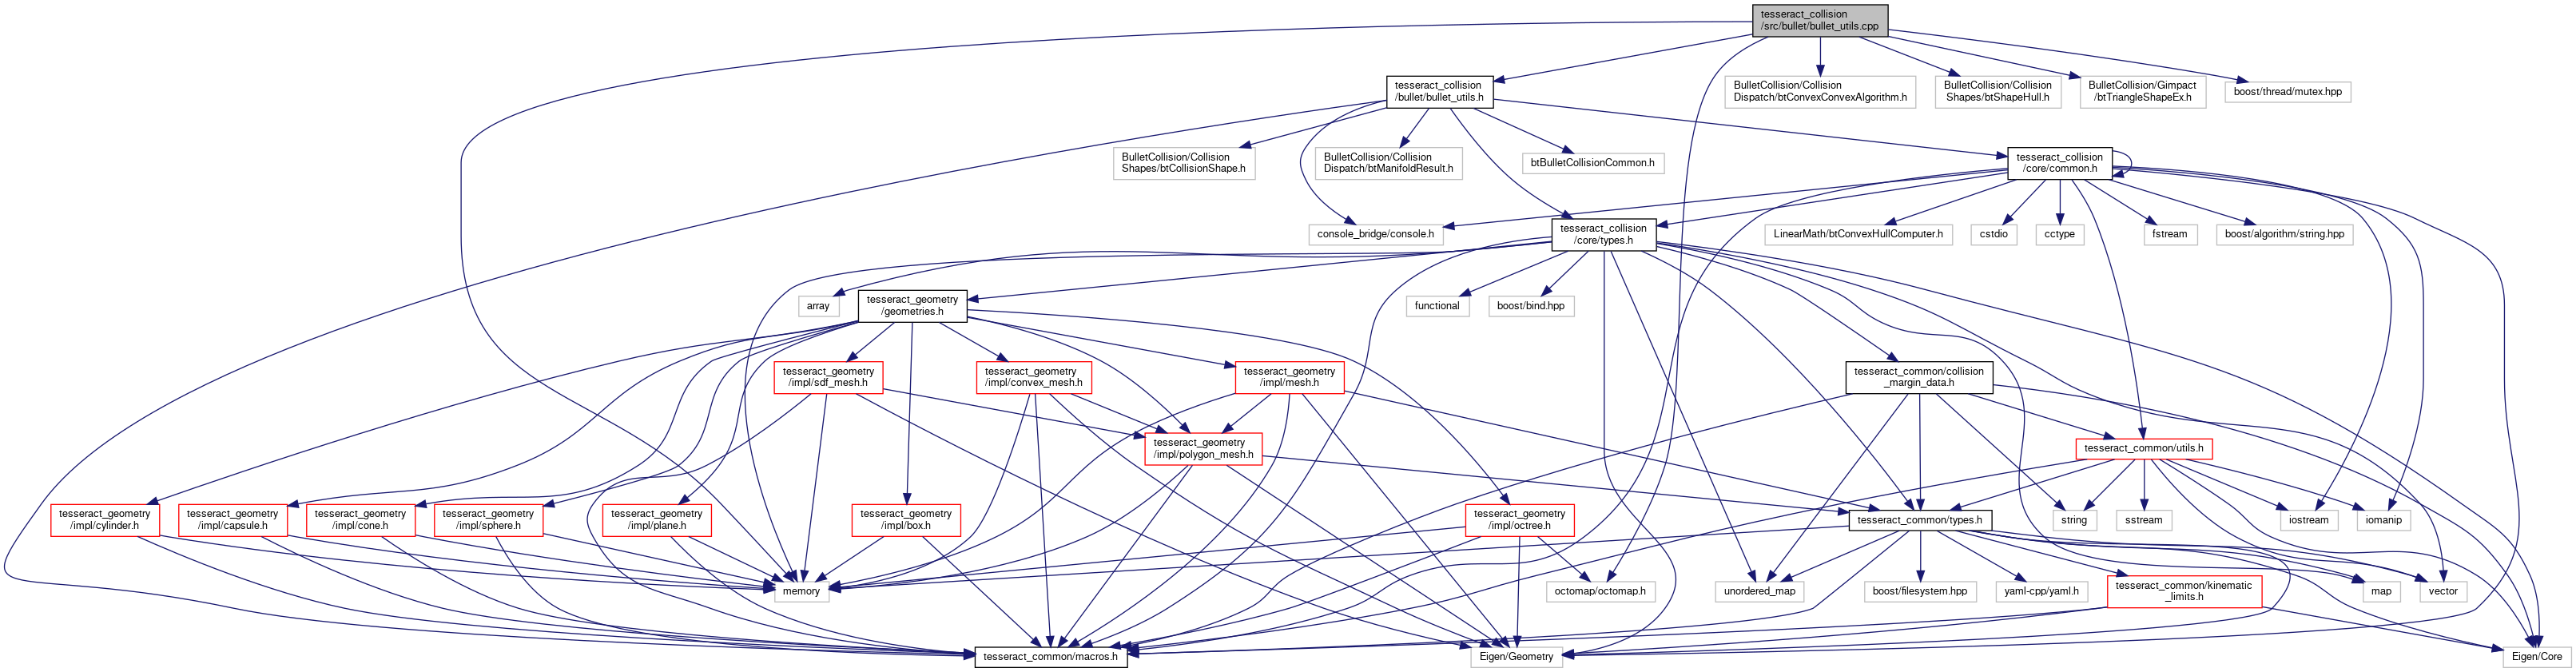 tesseract_collision
/src/bullet/bullet_utils.cpp
tesseract_collision
/bullet/bullet_utils.h
BulletCollision/Collision
Dispatch/btConvexConvexAlgorithm.h
BulletCollision/Collision
Shapes/btShapeHull.h
BulletCollision/Gimpact
/btTriangleShapeEx.h
boost/thread/mutex.hpp
BulletCollision/Collision
Shapes/btCollisionShape.h
BulletCollision/Collision
Dispatch/btManifoldResult.h
btBulletCollisionCommon.h
tesseract_collision
/core/common.h
console_bridge/console.h
tesseract_collision
/core/types.h
LinearMath/btConvexHullComputer.h
cstdio
cctype
fstream
boost/algorithm/string.hpp
array
tesseract_geometry
/geometries.h
functional
boost/bind.hpp
tesseract_geometry
/impl/sdf_mesh.h
tesseract_geometry
/impl/convex_mesh.h
tesseract_geometry
/impl/mesh.h
tesseract_common/collision
_margin_data.h
tesseract_geometry
/impl/polygon_mesh.h
tesseract_common/utils.h
tesseract_geometry
/impl/cylinder.h
tesseract_geometry
/impl/capsule.h
tesseract_geometry
/impl/cone.h
tesseract_geometry
/impl/sphere.h
tesseract_geometry
/impl/plane.h
tesseract_geometry
/impl/box.h
tesseract_geometry
/impl/octree.h
tesseract_common/types.h
string
sstream
iostream
iomanip
memory
octomap/octomap.h
unordered_map
boost/filesystem.hpp
yaml-cpp/yaml.h
tesseract_common/kinematic
_limits.h
map
vector
tesseract_common/macros.h
Eigen/Geometry
Eigen/Core